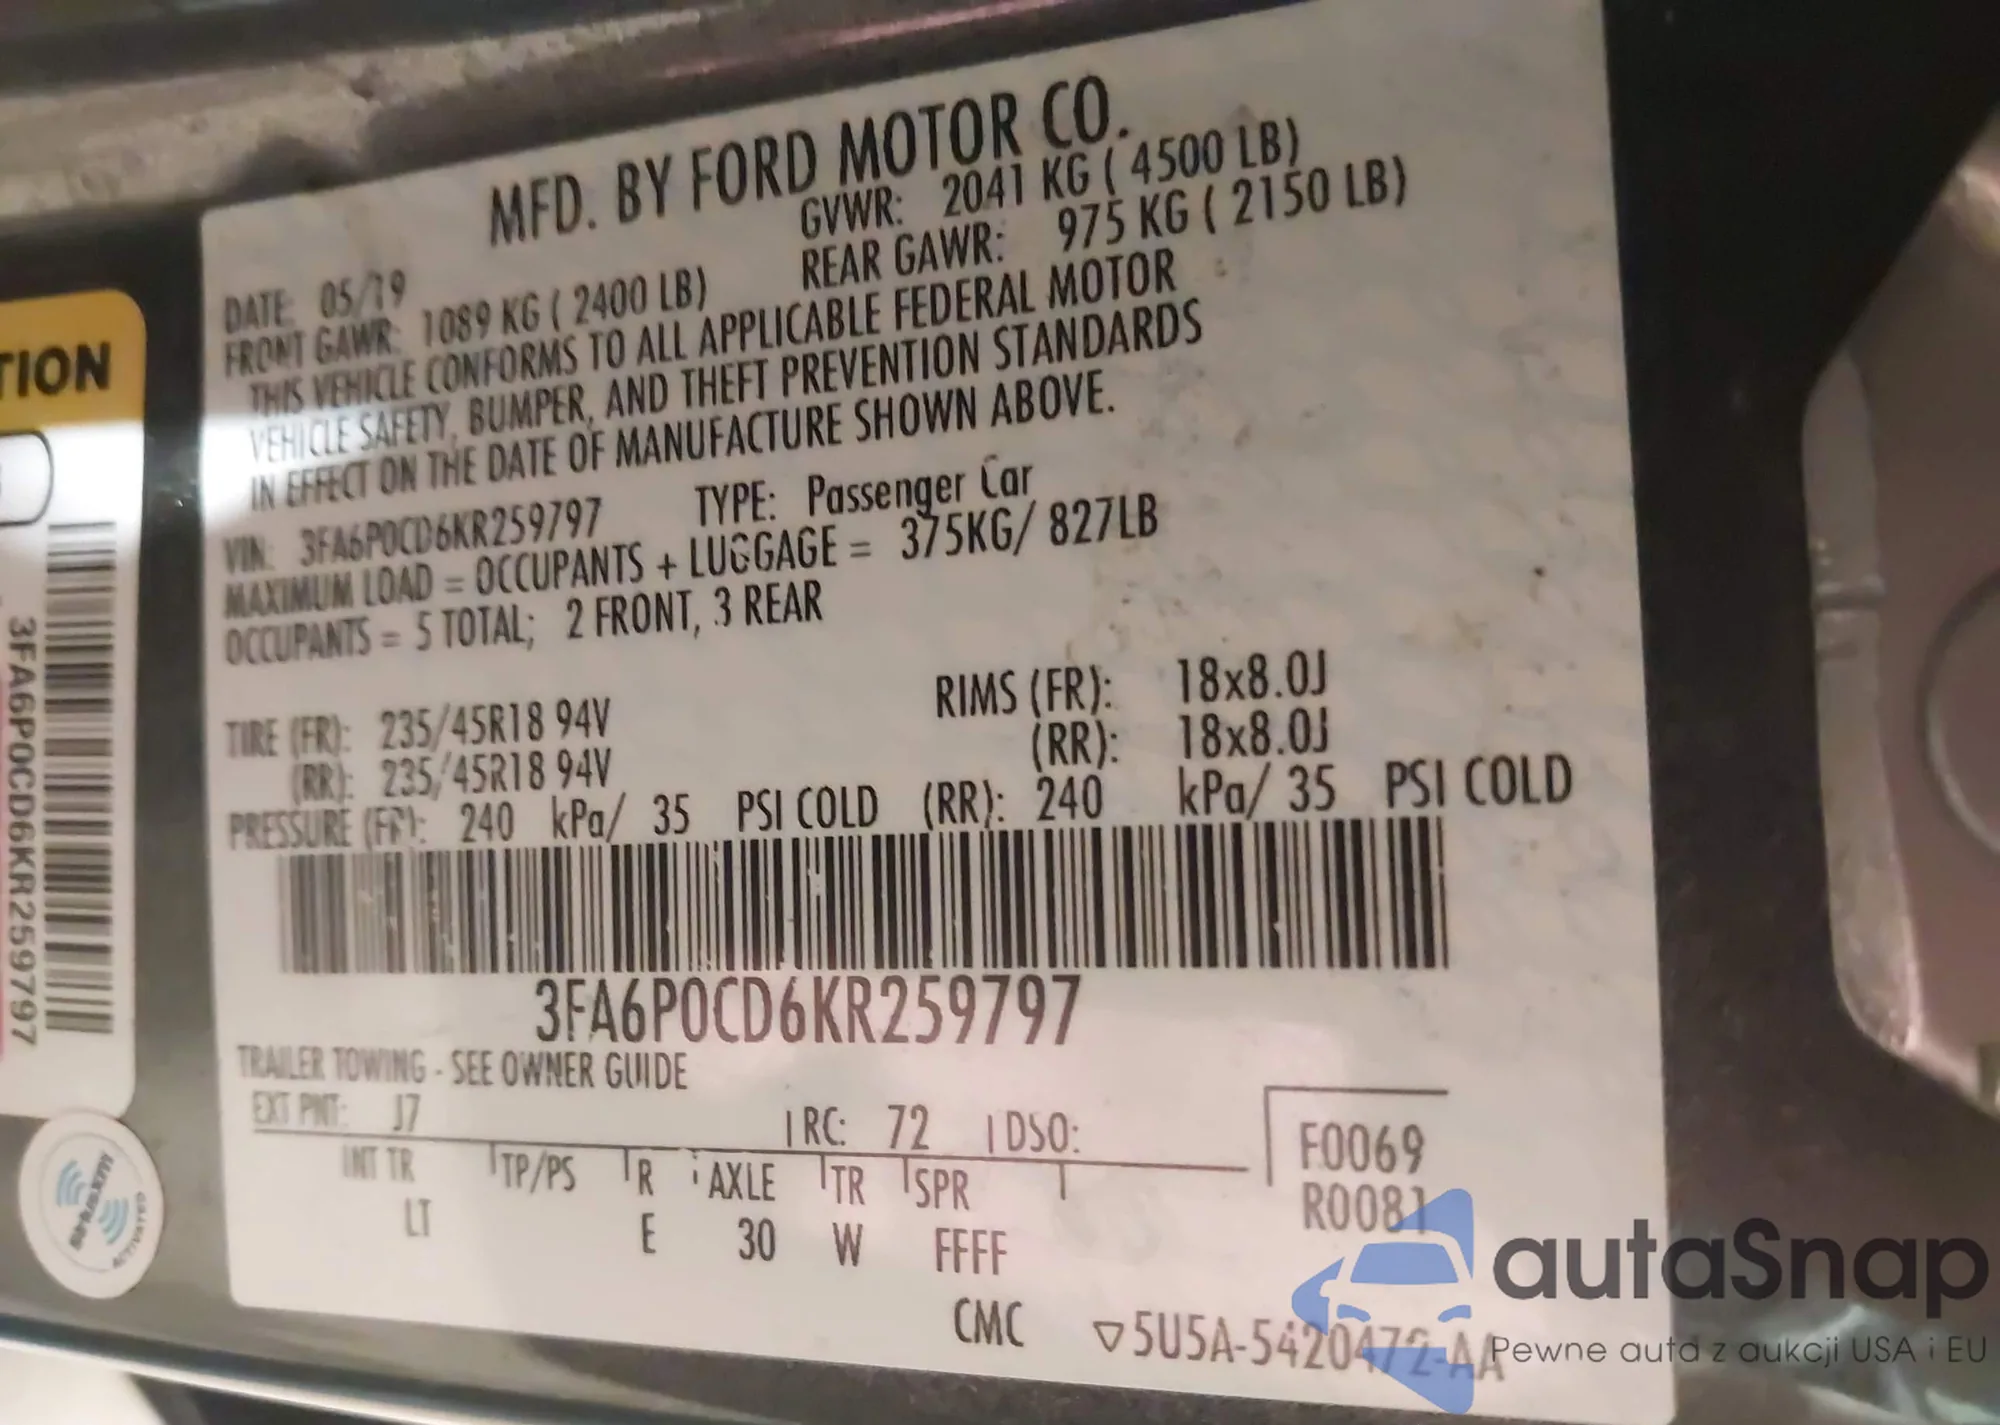 MFD. BY FORD MOTOR CO.
DATE: 05/19 GVWR: 2041 KG ( 4500 LB)
FRONT GAWR: 1089 KG ( 2400 LB) REAR GAWR: 975 KG ( 2150 LB)
THIS VEHICLE CONFORMS TO ALL APPLICABLE FEDERAL MOTOR
VEHICLE SAFETY, BUMPER, AND THEFT PREVENTION STANDARDS
IN EFFECT ON THE DATE OF MANUFACTURE SHOWN ABOVE.
VIN: 3FA6P0CD6KR259797 TYPE: Passenger Car
MAXIMUM LOAD = OCCUPANTS + LUGGAGE = 375KG/ 827LB
OCCUPANTS = 5 TOTAL; 2 FRONT, 3 REAR
TIRE (FR): 235/45R18 94V RIMS (FR): 18x8.0J
(RR): 235/45R18 94V (RR): 18x8.0J
PRESSURE (FR): 240 kPa/ 35 PSI COLD (RR): 240 kPa/ 35 PSI COLD
3FA6P0CD6KR259797
TRAILER TOWING - SEE OWNER GUIDE
EXT PNT: J7 RC: 72 DSO:
INT TR TP/PS R AXLE TR SPR
LT E 30 W FFFF
F0069
R0081
CMC ▽5U5A-5420472-AA
TION
3FA6P0CD6KR259797
siriusxm
ACTIVATED
autaSnap
Pewne auta z aukcji USA i EU